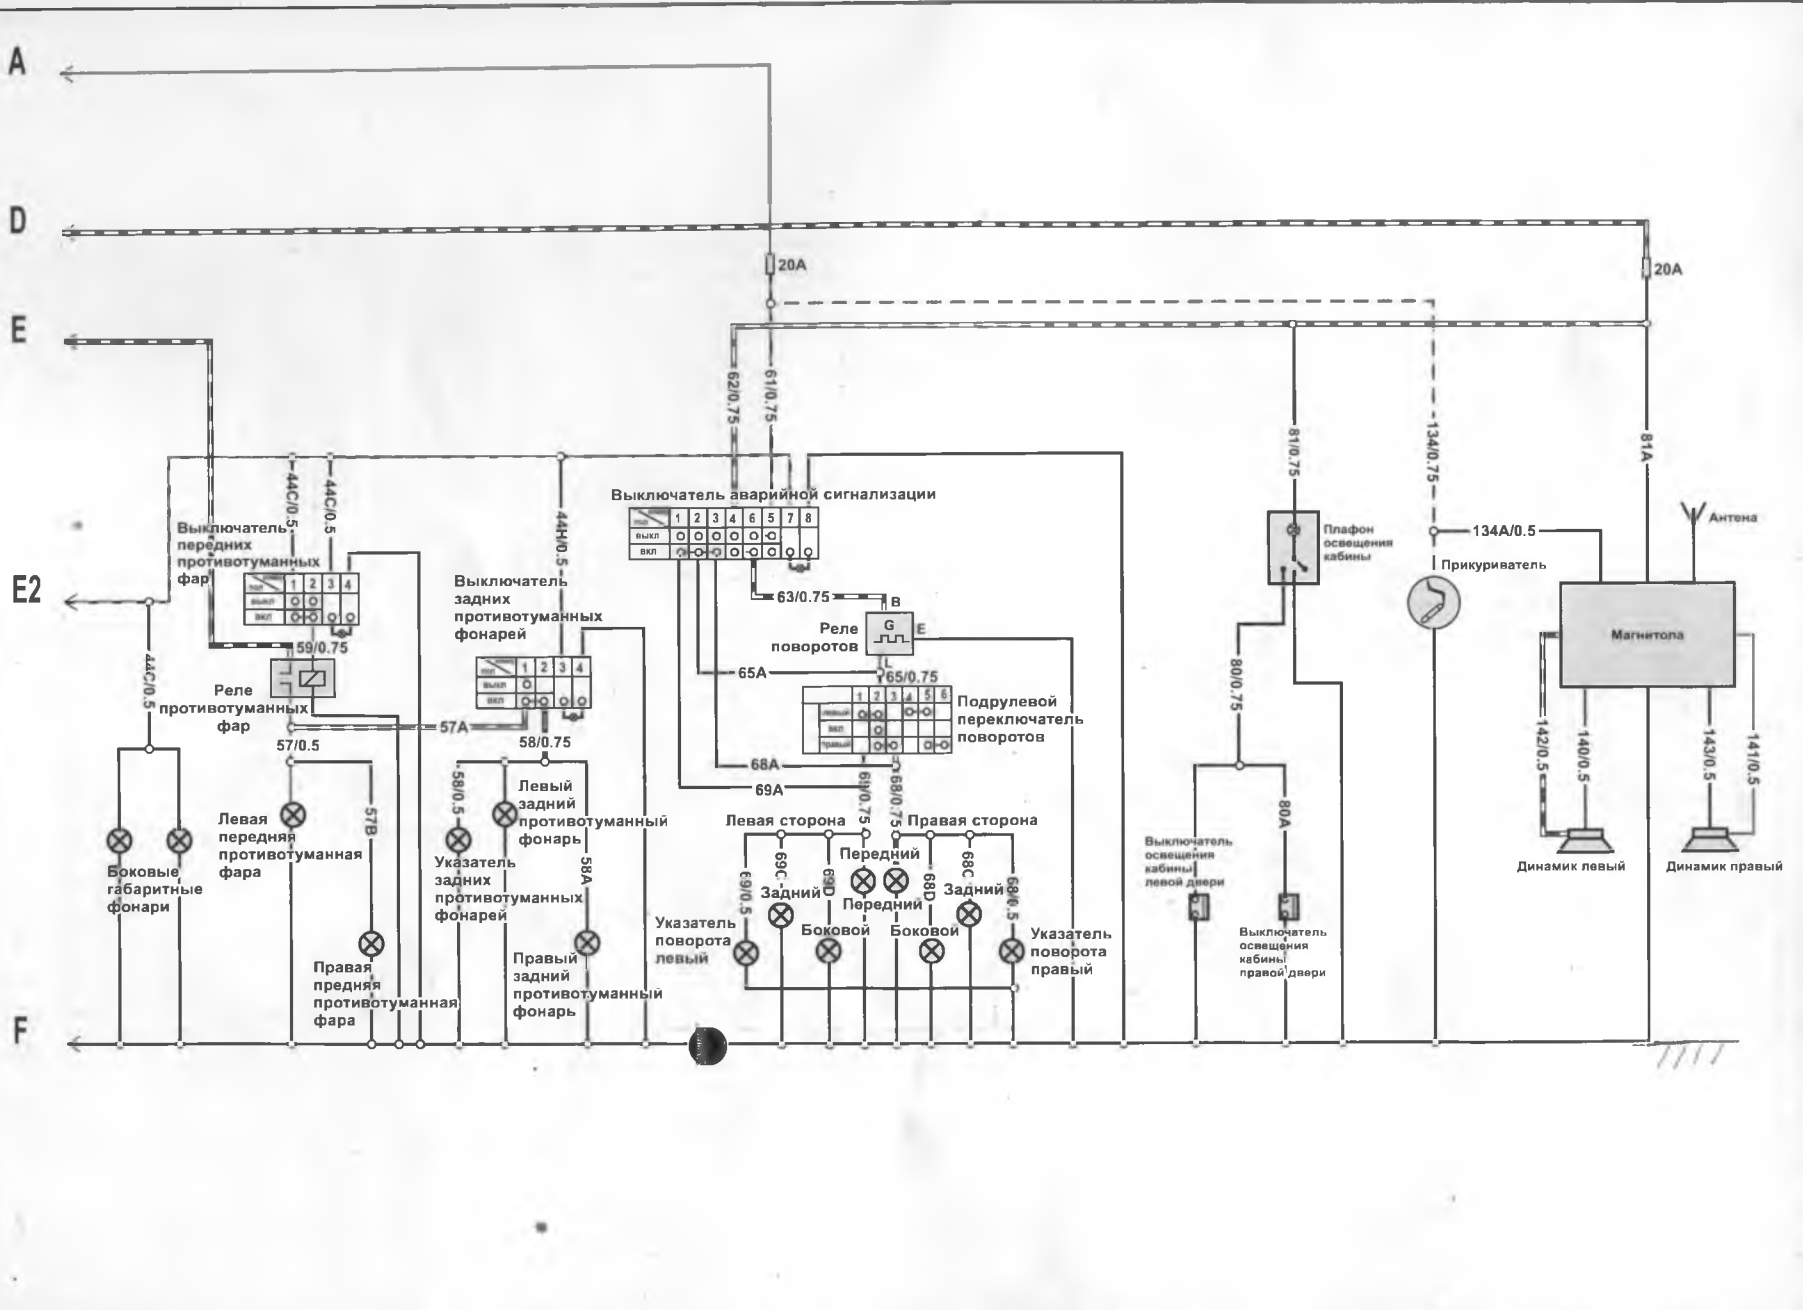 A
D
20A
20A
E
62/0.75
61/0.75
81/0.75
134/0.75
81A
44C/0.5
44C/0.5
44H/0.5
Выключатель аварийной сигнализации
1 2 3 4 6 5 7 8
выкл
вкл
Выключатель
передних
противотуманных
фар
1 2 3 4
выкл
вкл
59/0.75
Выключатель
задних
противотуманных
фонарей
1 2 3 4
выкл
вкл
Плафон
освещения
кабины
134A/0.5
Антена
Прикуриватель
E2
63/0.75
B
G
E
L
Реле
поворотов
Магнитола
44C/0.5
65A
65/0.75
80/0.75
Реле
противотуманных
фар
57A
57/0.5
58/0.75
1 2 3 4 5 6
левый
вкл
правый
Подрулевой
переключатель
поворотов
142/0.5
140/0.5
143/0.5
141/0.5
68A
69A
69/0.75
68/0.75
58/0.5
57B
58A
80A
Левый
задний
противотуманный
фонарь
Левая
передняя
противотуманная
фара
Левая сторона
Правая сторона
Передний
Передний
69/0.5
69C
69D
68D
68C
68/0.5
Задний
Задний
Боковой
Боковой
Указатель
задних
противотуманных
фонарей
Боковые
габаритные
фонари
Указатель
поворота
левый
Указатель
поворота
правый
Выключатель
освещения
кабины
левой двери
Выключатель
освещения
кабины
правой двери
Динамик левый
Динамик правый
Правая
предняя
противотуманная
фара
Правый
задний
противотуманный
фонарь
F